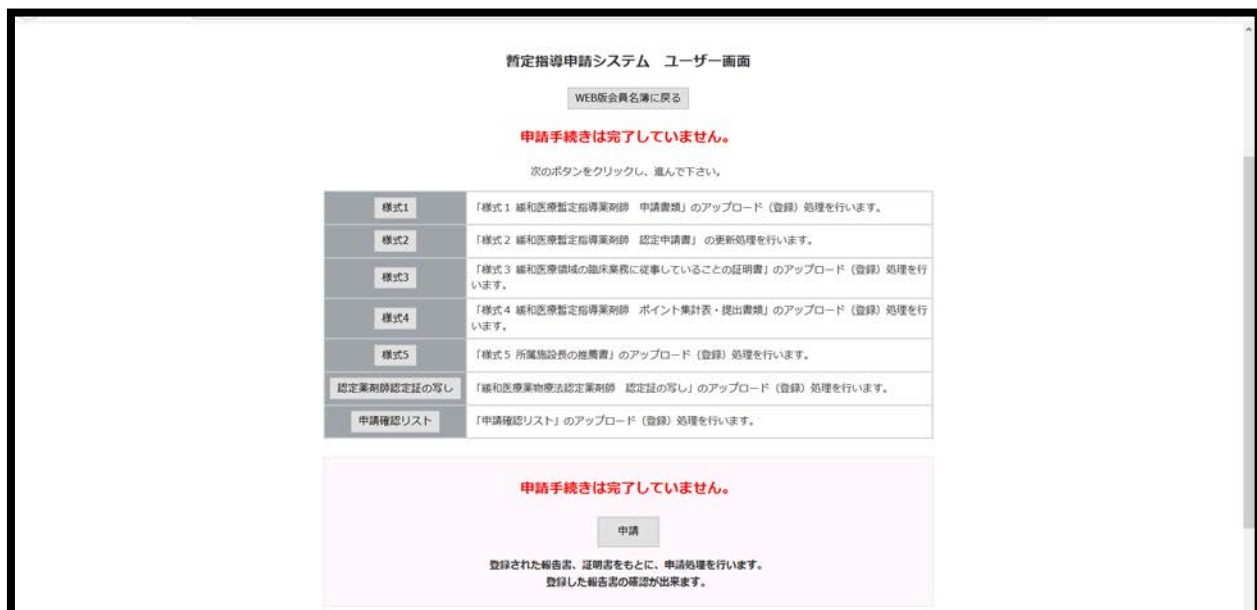 暫定指導申請システム　ユーザー画面
WEB版会員名簿に戻る
申請手続きは完了していません。
次のボタンをクリックし、進んで下さい。
様式1 「様式１ 緩和医療暫定指導薬剤師　申請書類」のアップロード（登録）処理を行います。
様式2 「様式２ 緩和医療暫定指導薬剤師　認定申請書」 の更新処理を行います。
様式3 「様式３ 緩和医療領域の臨床業務に従事していることの証明書」のアップロード（登録）処理を行
います。
様式4 「様式４ 緩和医療暫定指導薬剤師　ポイント集計表・提出書類」のアップロード（登録）処理を行
います。
様式5 「様式５ 所属施設長の推薦書」のアップロード（登録）処理を行います。
認定薬剤師認定証の写し 「緩和医療薬物療法認定薬剤師　認定証の写し」のアップロード（登録）処理を行います。
申請確認リスト 「申請確認リスト」のアップロード（登録）処理を行います。
申請手続きは完了していません。
申請
登録された報告書、証明書をもとに、申請処理を行います。
登録した報告書の確認が出来ます。